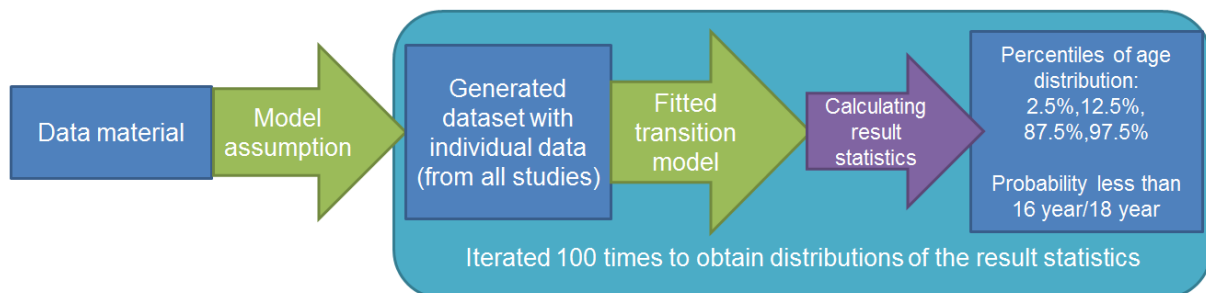 Data material
Model
assumption
Generated
dataset with
individual data
(from all studies)
Fitted
transition
model
Calculating
result
statistics
Percentiles of age
distribution:
2.5%,12.5%,
87.5%,97.5%
Probability less than
16 year/18 year
Iterated 100 times to obtain distributions of the result statistics